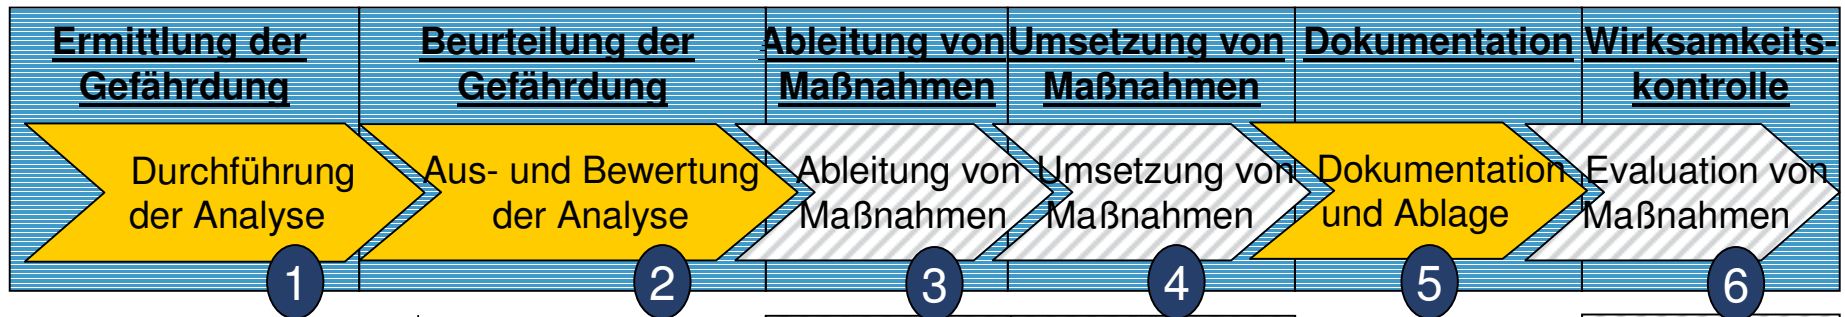 Ermittlung der
Gefährdung
Beurteilung der
Gefährdung
Ableitung von
Maßnahmen
Umsetzung von
Maßnahmen
Dokumentation
Wirksamkeits-
kontrolle
Durchführung
der Analyse
Aus- und Bewertung
der Analyse
Ableitung von
Maßnahmen
Umsetzung von
Maßnahmen
Dokumentation
und Ablage
Evaluation von
Maßnahmen
1
2
3
4
5
6